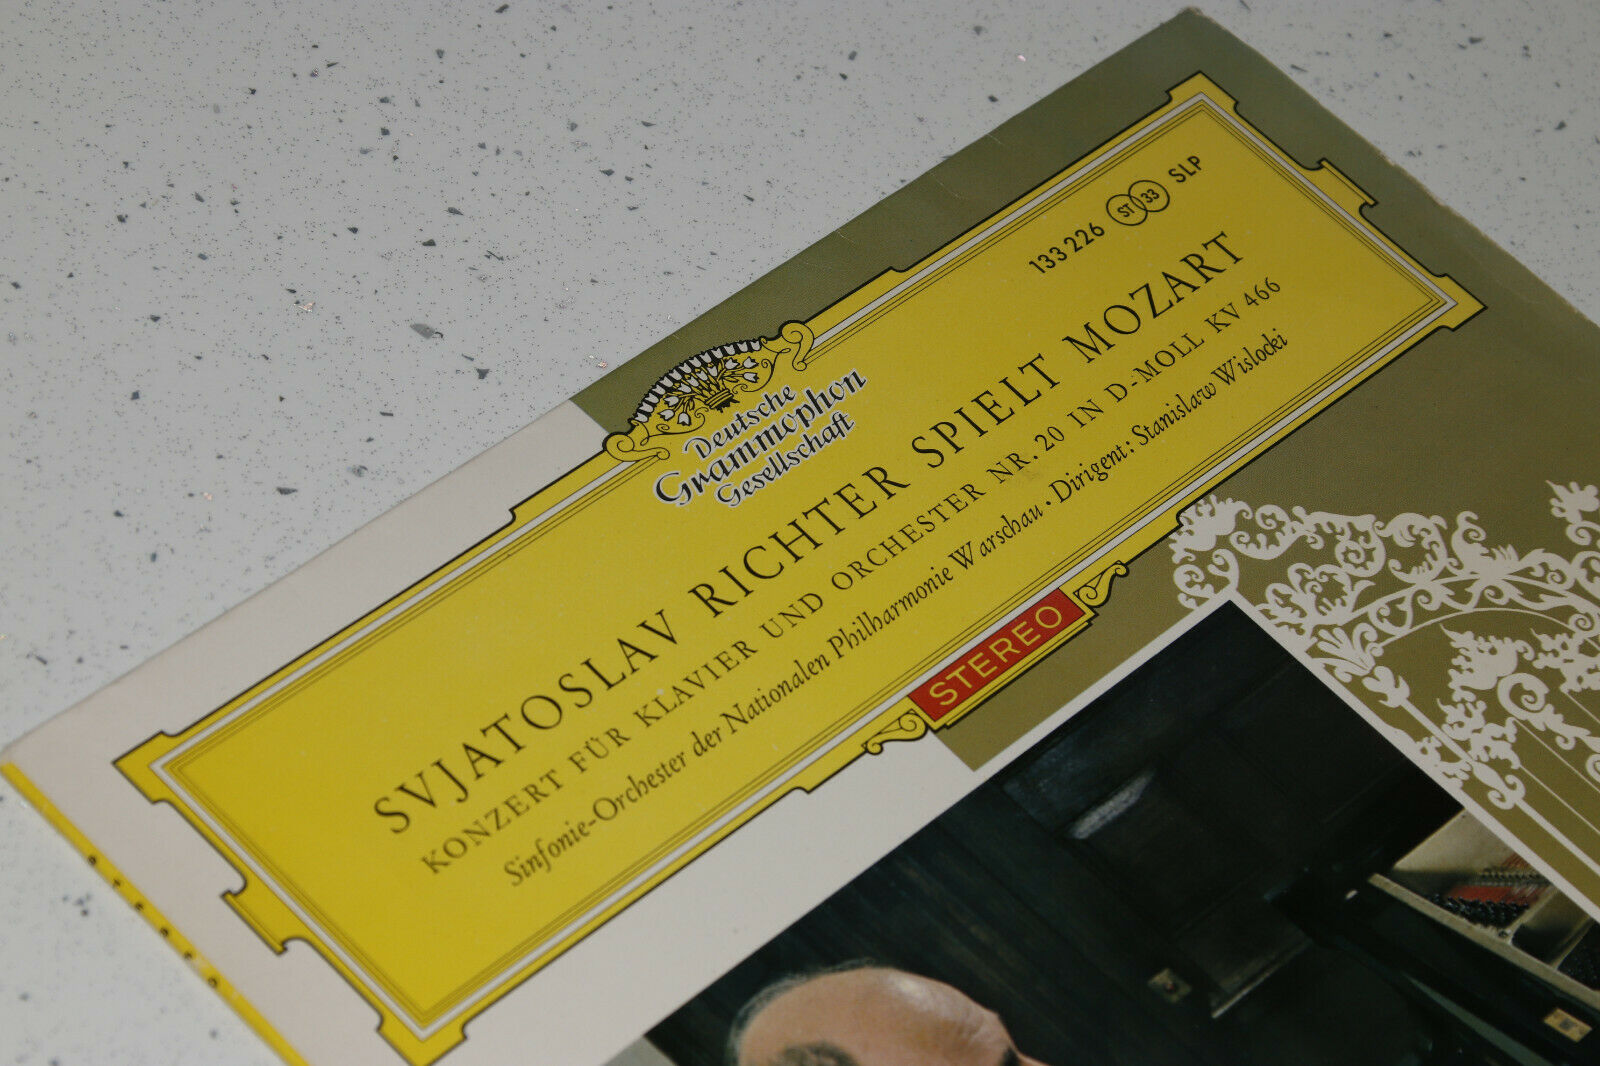 133 226 ST 33 SLP
Deutsche
Grammophon
Gesellschaft
SVJATOSLAV RICHTER SPIELT MOZART
KONZERT FÜR KLAVIER UND ORCHESTER NR. 20 IN D-MOLL KV 466
Sinfonie-Orchester der Nationalen Philharmonie Warschau · Dirigent: Stanislaw Wislocki
STEREO